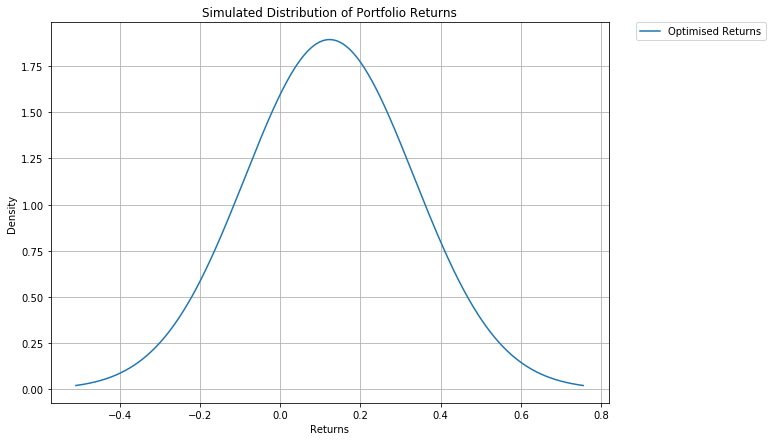 Simulated Distribution of Portfolio Returns
Optimised Returns
1.75
1.50
1.25
1.00
0.75
0.50
0.25
0.00
Density
−0.4 −0.2 0.0 0.2 0.4 0.6 0.8
Returns